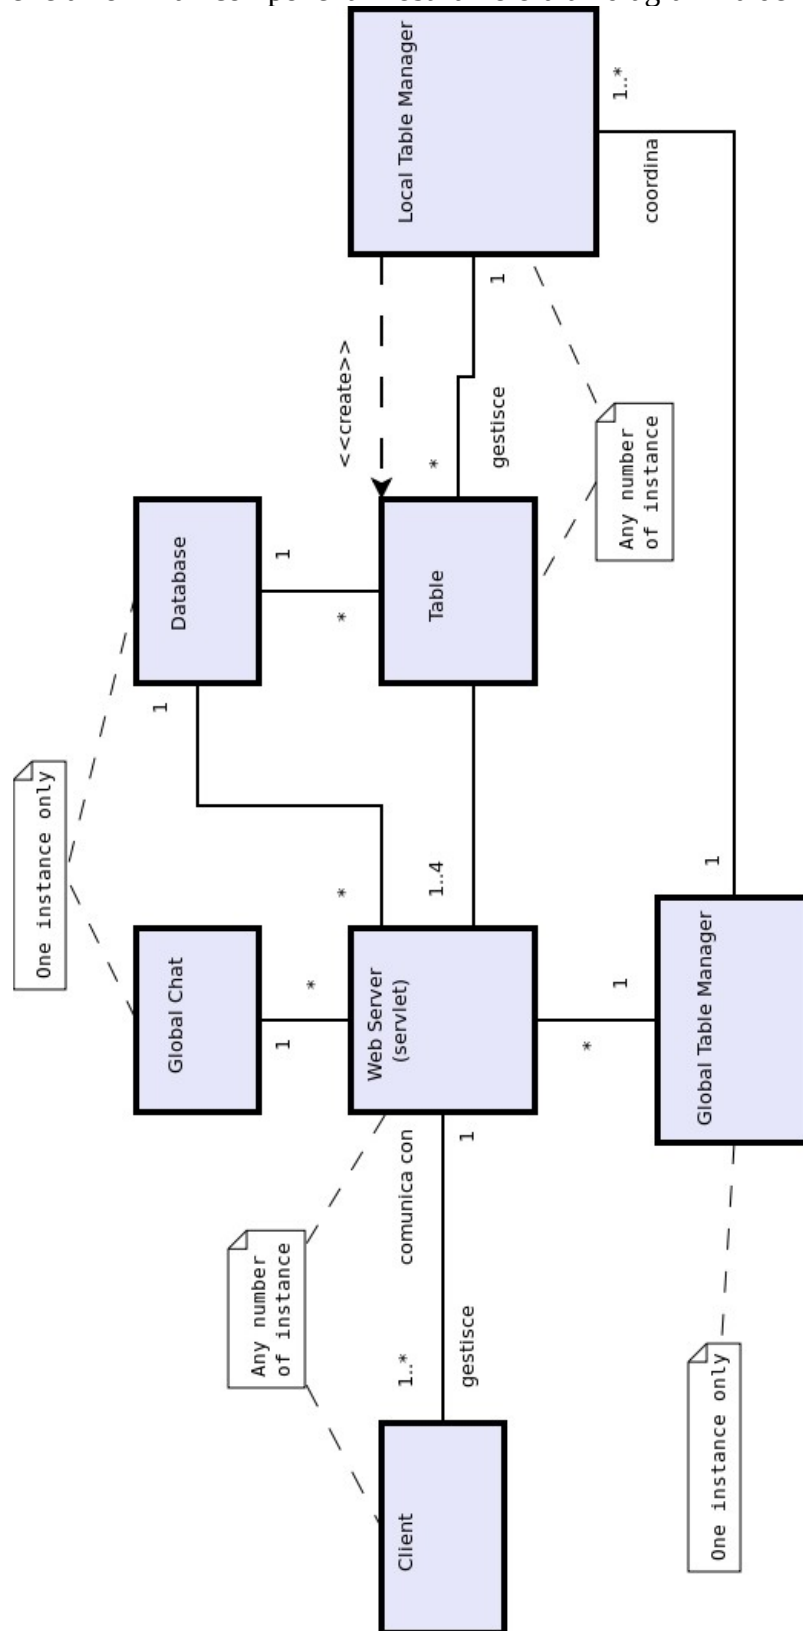 One instance only
1
Global Chat
Database
Any number
of instance
1
1
*
*
*
<<create>>
Web Server
(servlet)
Client
1..*
comunica con
Local Table Manager
1..4
Table
*
gestisce
1
gestisce
1
*
1
Any number
of instance
1..*
coordina
Global Table Manager
1
One instance only